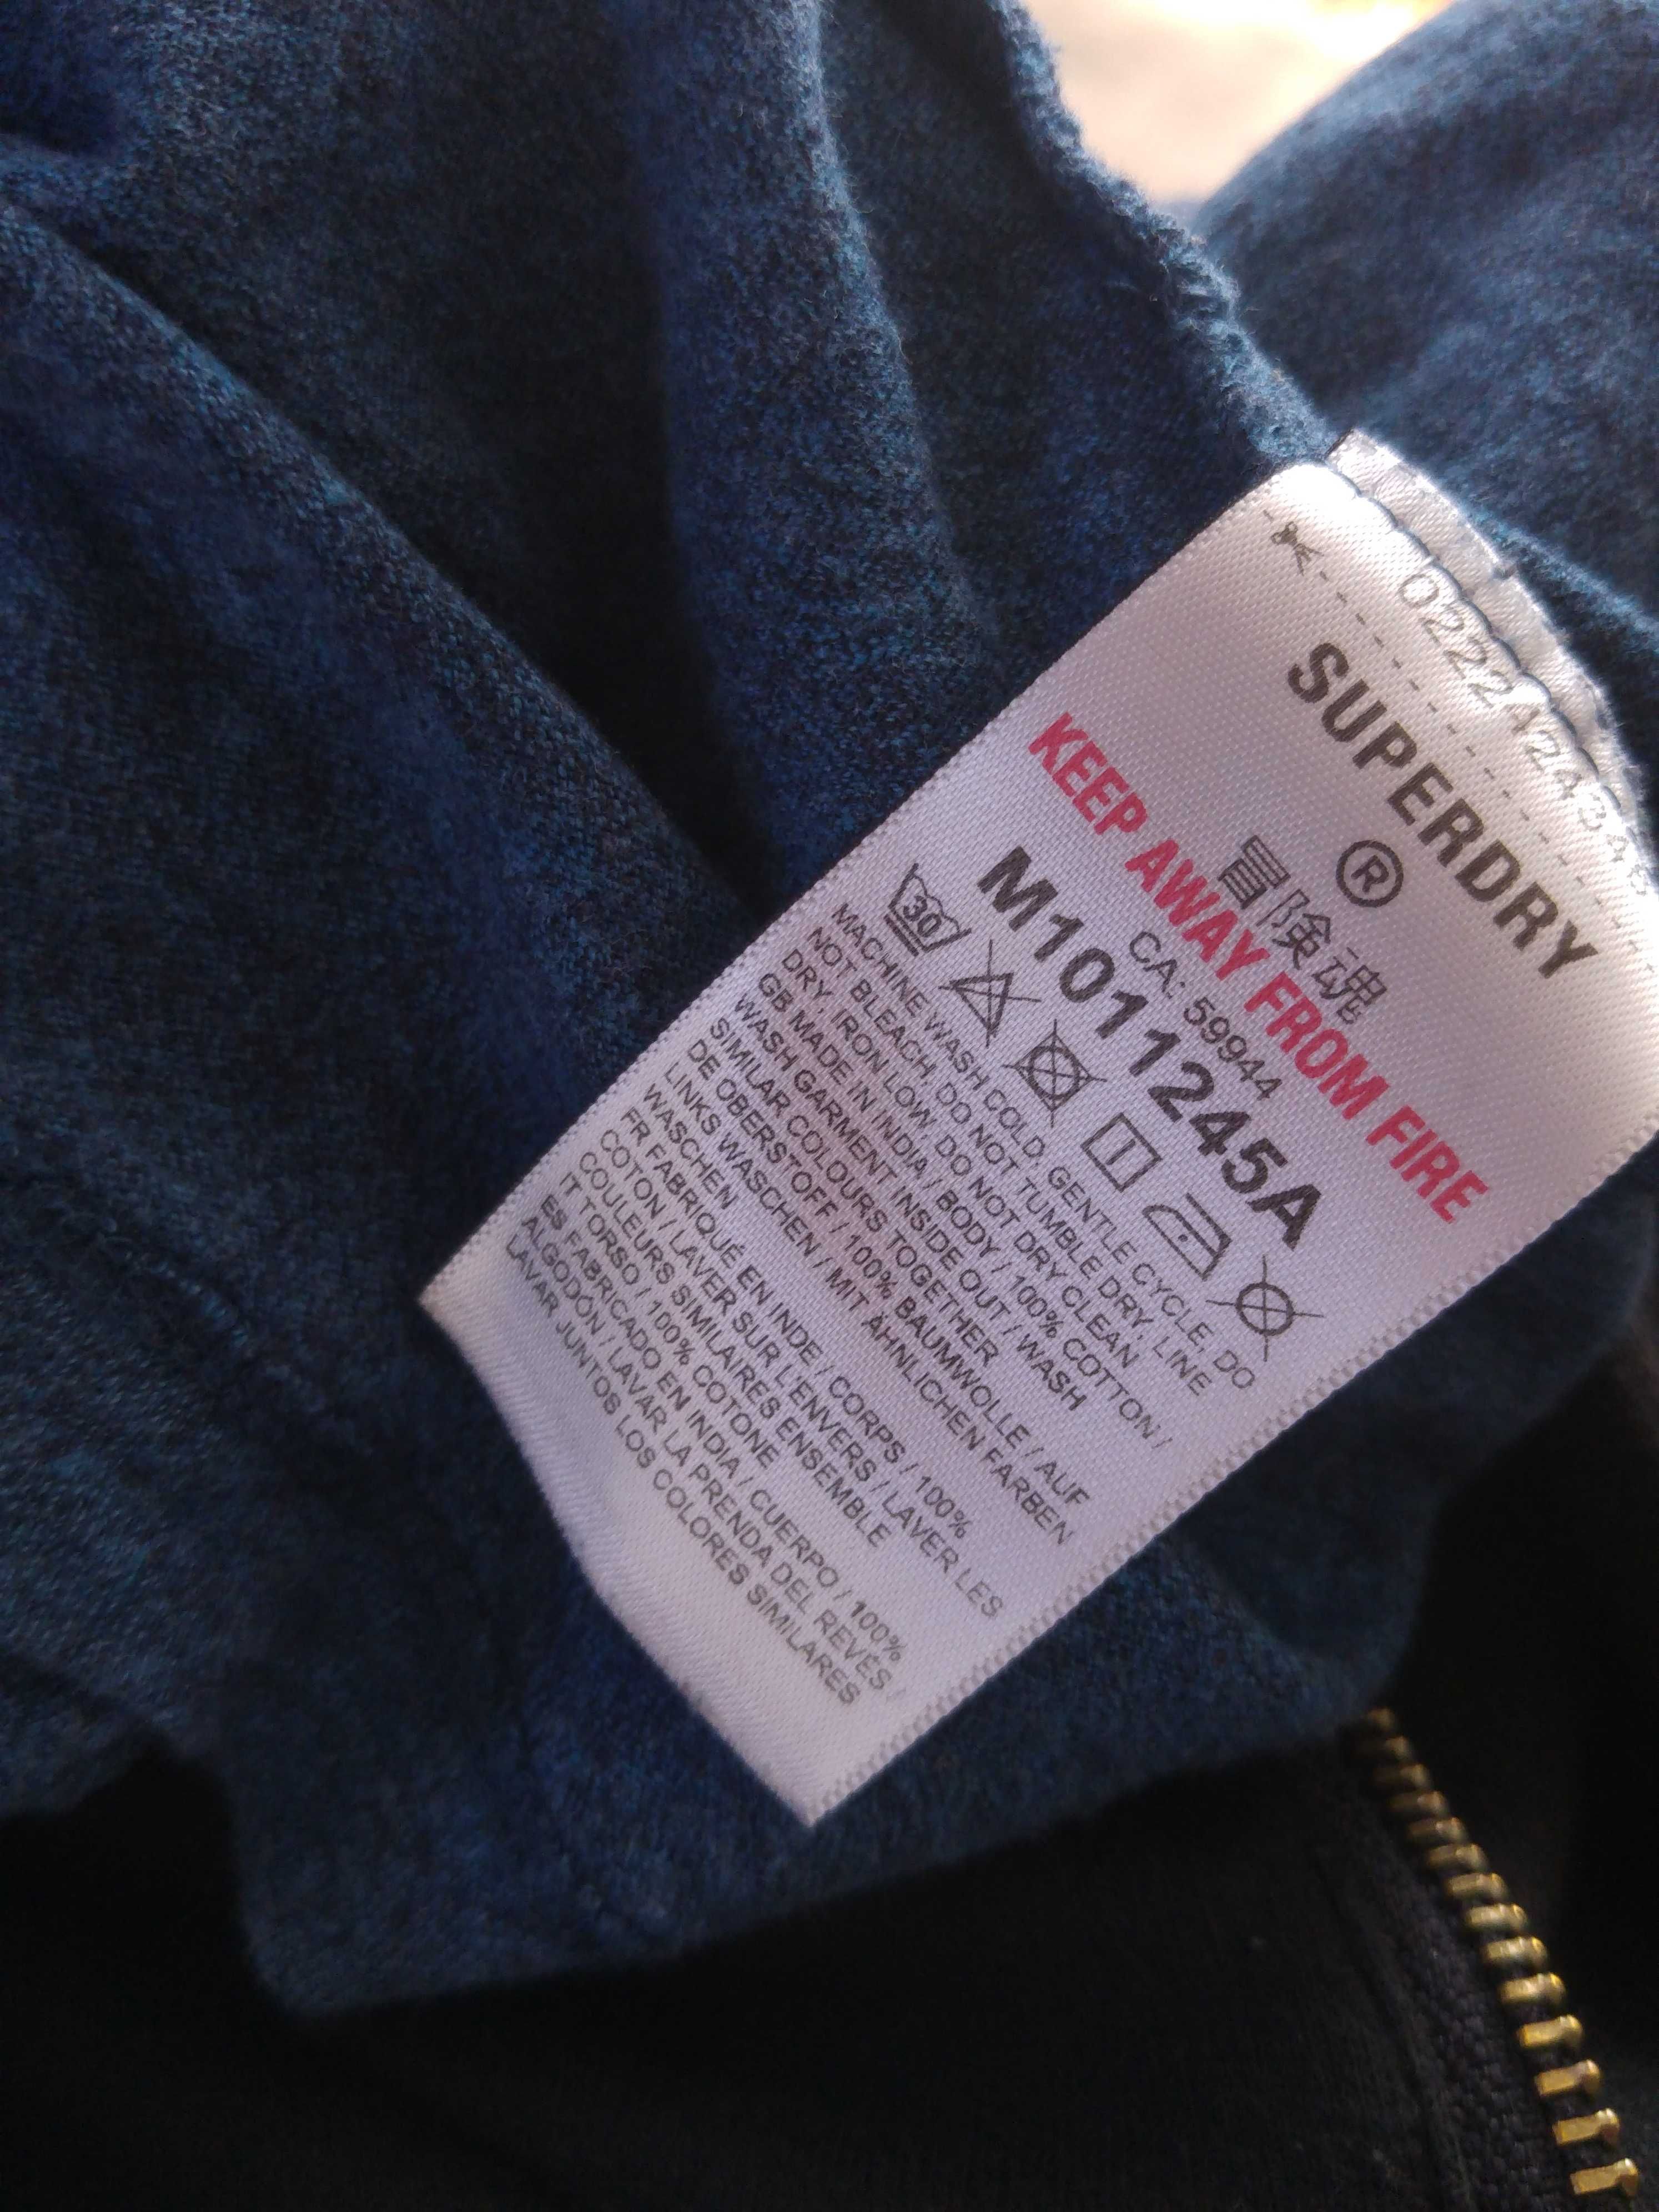 SUPERDRY
®
冒険魂
CA: 59944
KEEP AWAY FROM FIRE
M1011245A
30
MACHINE WASH COLD, GENTLE CYCLE, DO
NOT BLEACH, DO NOT TUMBLE DRY, LINE
DRY, IRON LOW, DO NOT DRY CLEAN
GB MADE IN INDIA / BODY / 100% COTTON /
WASH GARMENT INSIDE OUT / WASH
SIMILAR COLOURS TOGETHER
DE OBERSTOFF / 100% BAUMWOLLE / AUF
LINKS WASCHEN / MIT ÄHNLICHEN FARBEN
WASCHEN
FR FABRIQUÉ EN INDE / CORPS / 100%
COTON / LAVER SUR L'ENVERS / LAVER LES
COULEURS SIMILAIRES ENSEMBLE
IT TORSO / 100% COTONE
ES FABRICADO EN INDIA / CUERPO / 100%
ALGODÓN / LAVAR LA PRENDA DEL REVÉS /
LAVAR JUNTOS LOS COLORES SIMILARES